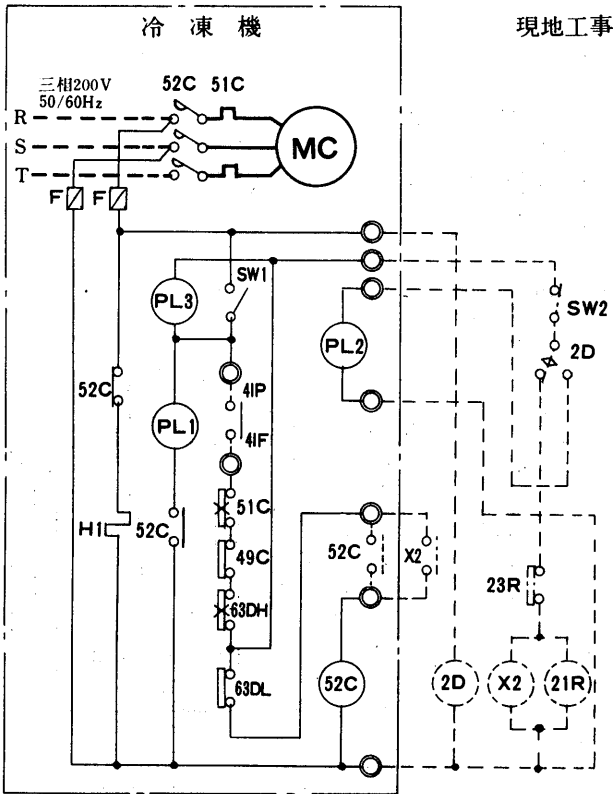 冷凍機
現地工事
三相200V
50/60Hz
52C
51C
R
S
T
MC
F
F
SW1
PL3
PL2
SW2
2D
52C
41P
41F
PL1
51C
H1
52C
49C
52C
X2
63DH
23R
63DL
52C
2D
X2
21R